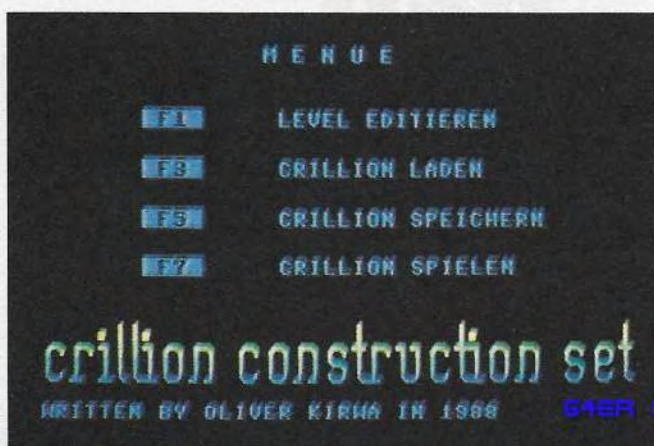 MENUE
F1 LEVEL EDITIEREN
F3 CRILLION LADEN
F5 CRILLION SPEICHERN
F7 CRILLION SPIELEN
crillion construction set
WRITTEN BY OLIVER KIRWA IN 1988
64ER